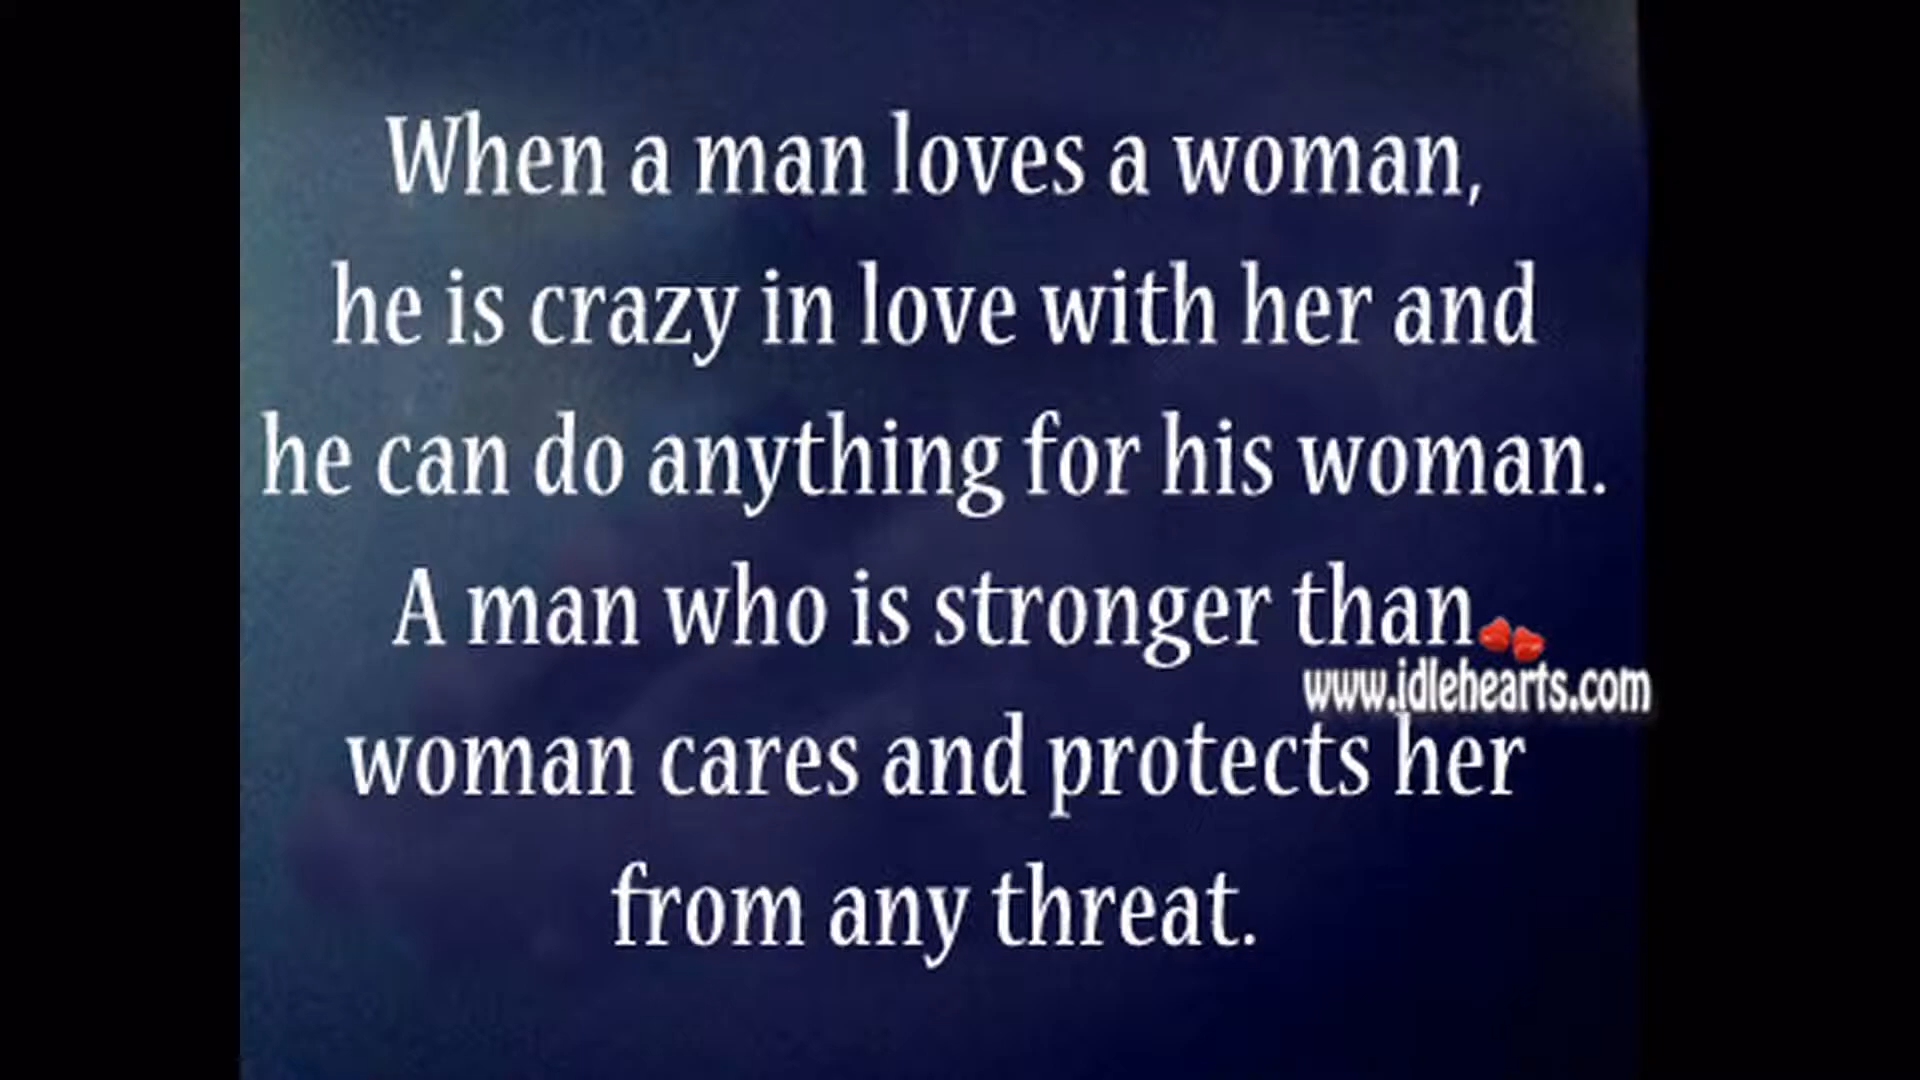 When a man loves a woman,
he is crazy in love with her and
he can do anything for his woman.
A man who is stronger than
www.idlehearts.com
woman cares and protects her
from any threat.